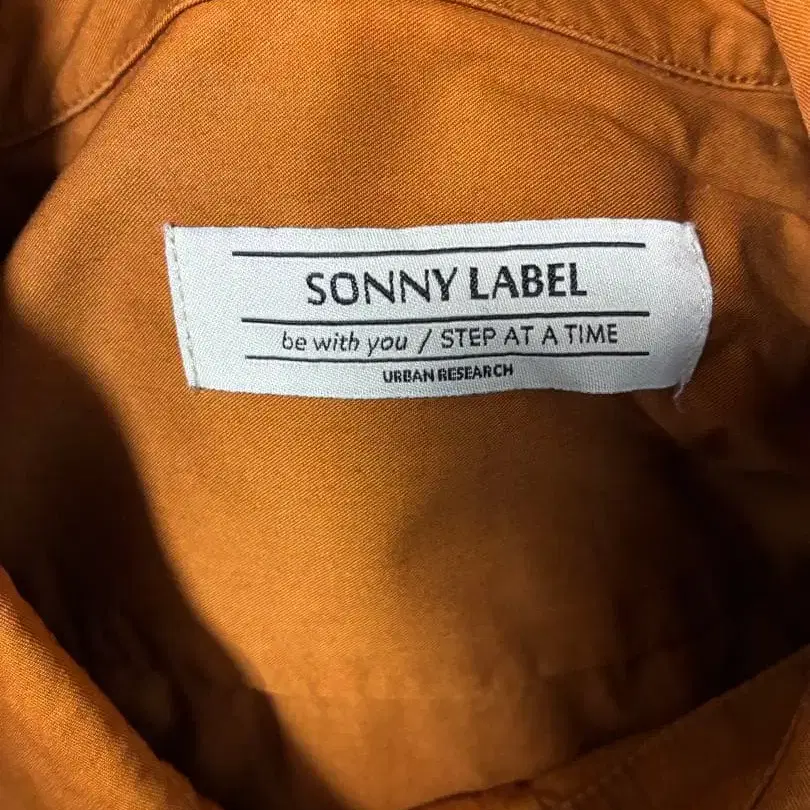 SONNY LABEL
be with you / STEP AT A TIME
URBAN RESEARCH